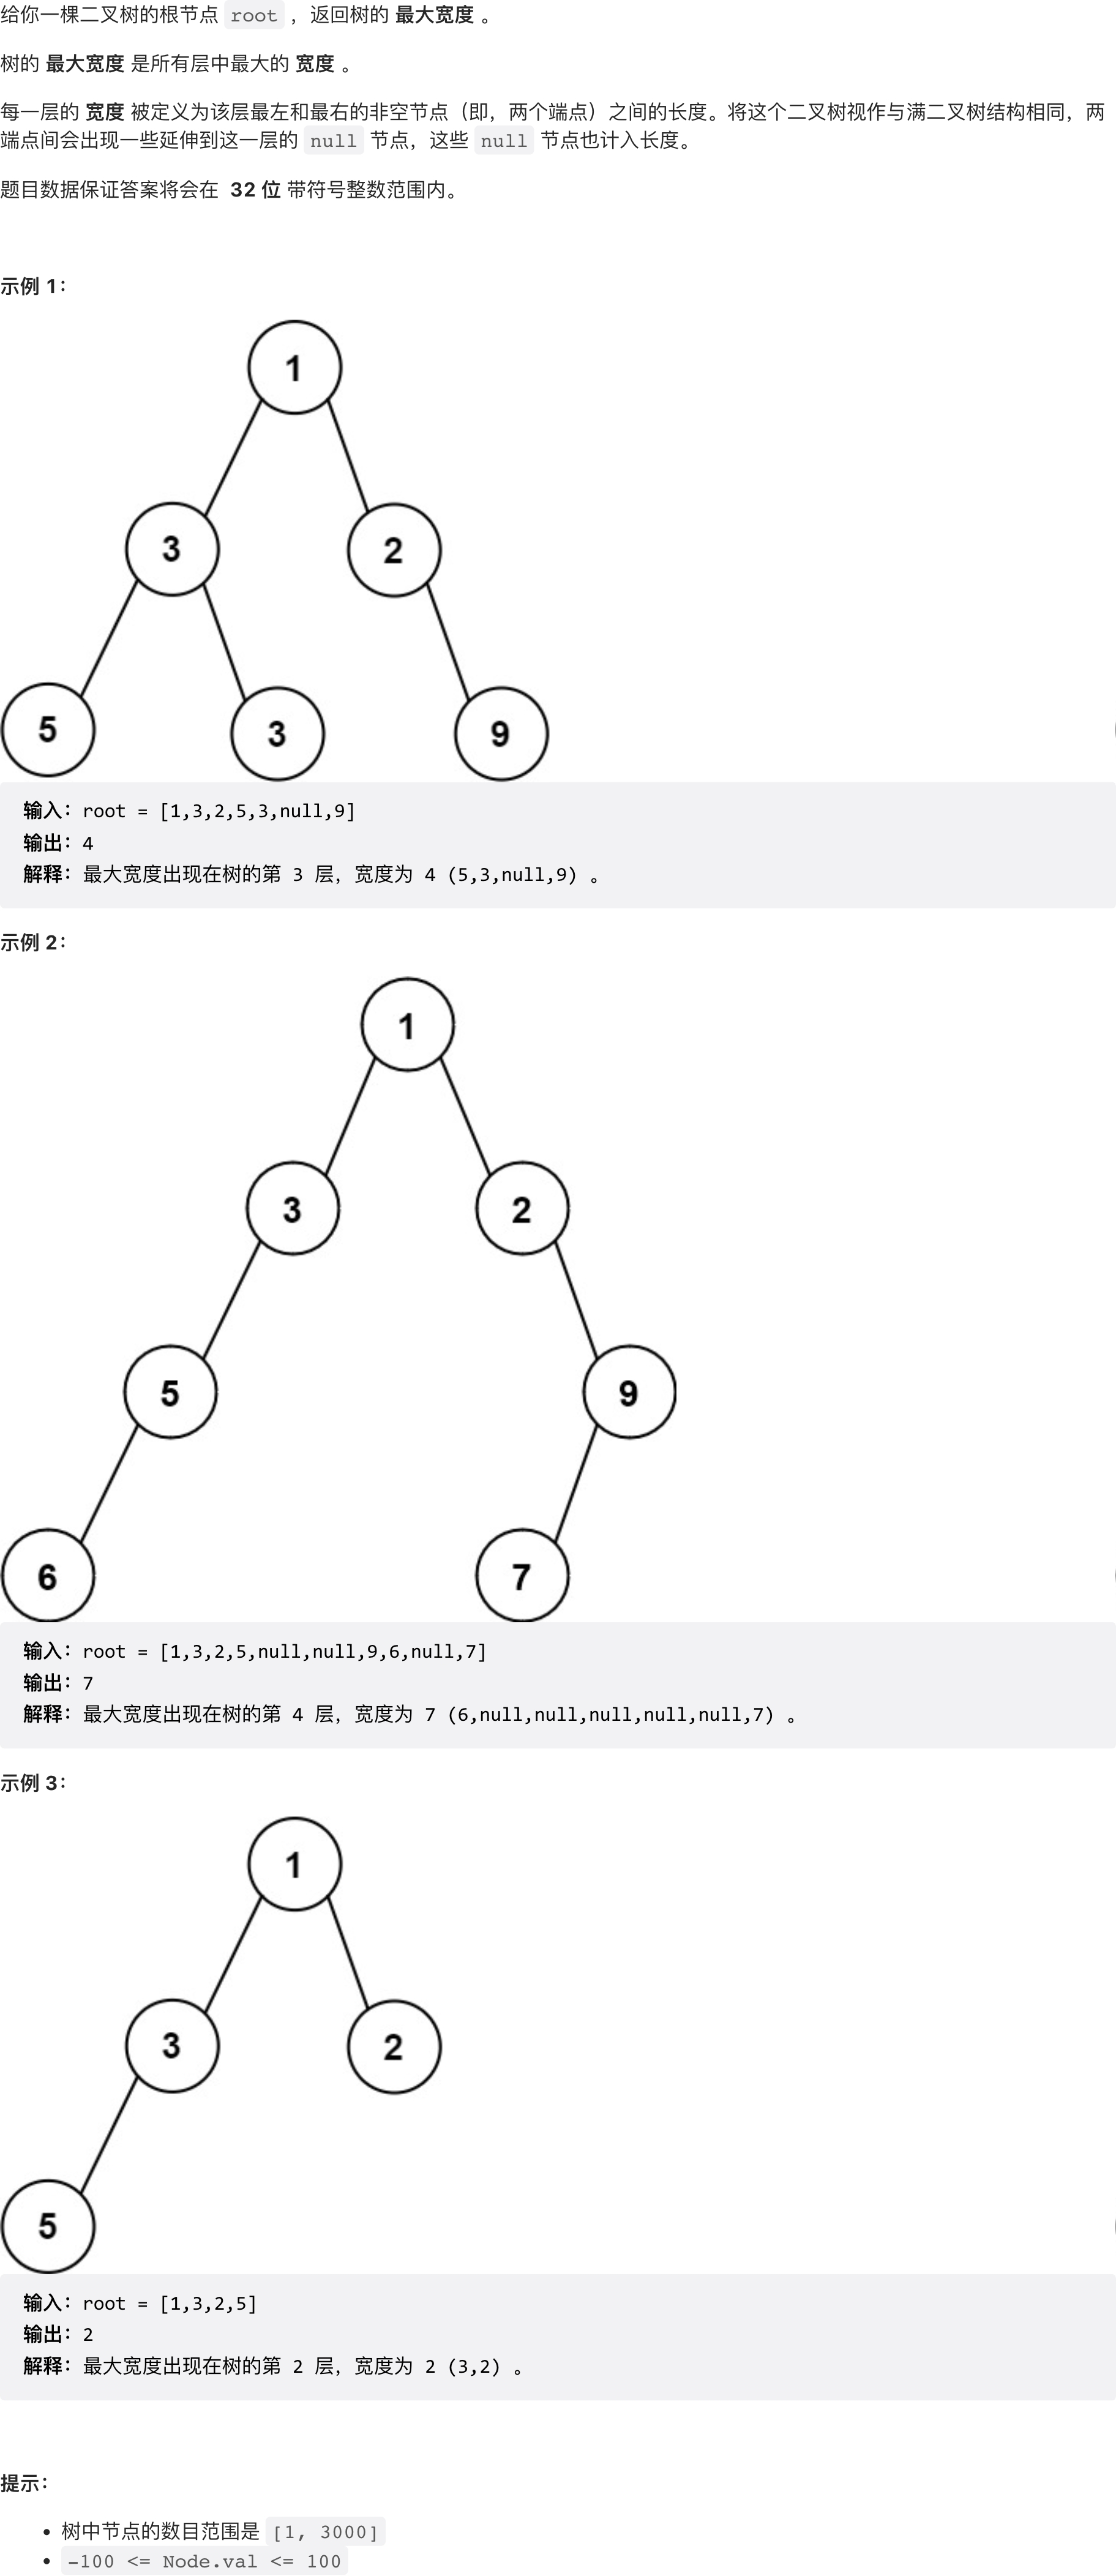 给你一棵二叉树的根节点 root ，返回树的 最大宽度 。
树的 最大宽度 是所有层中最大的 宽度 。
每一层的 宽度 被定义为该层最左和最右的非空节点（即，两个端点）之间的长度。将这个二叉树视作与满二叉树结构相同，两
端点间会出现一些延伸到这一层的 null 节点，这些 null 节点也计入长度。
题目数据保证答案将会在 32 位 带符号整数范围内。
示例 1：
1
3 2
5 3 9
输入：root = [1,3,2,5,3,null,9]
输出：4
解释：最大宽度出现在树的第 3 层，宽度为 4 (5,3,null,9) 。
示例 2：
1
3 2
5 9
6 7
输入：root = [1,3,2,5,null,null,9,6,null,7]
输出：7
解释：最大宽度出现在树的第 4 层，宽度为 7 (6,null,null,null,null,null,7) 。
示例 3：
1
3 2
5
输入：root = [1,3,2,5]
输出：2
解释：最大宽度出现在树的第 2 层，宽度为 2 (3,2) 。
提示：
• 树中节点的数目范围是 [1, 3000]
• -100 <= Node.val <= 100